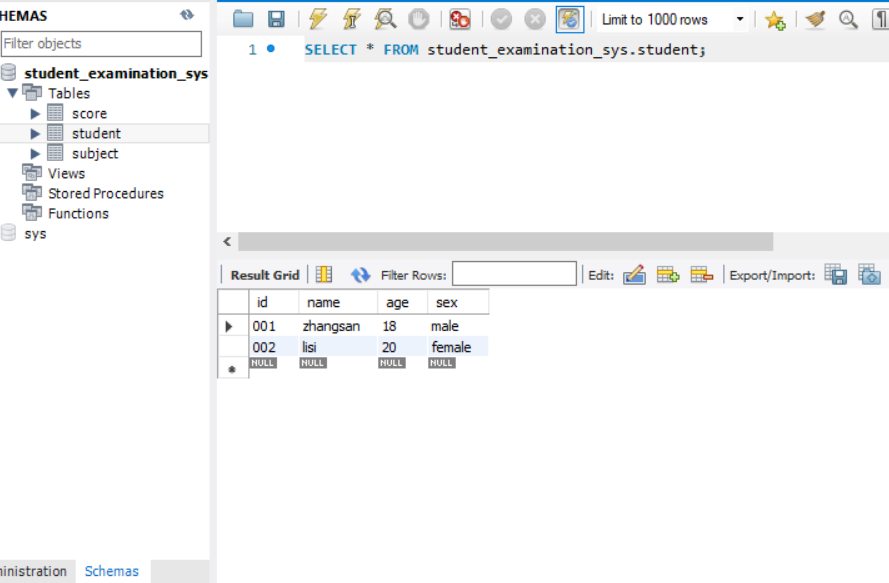 HEMAS
Filter objects
student_examination_sys
Tables
score
student
subject
Views
Stored Procedures
Functions
sys
ministration Schemas
Limit to 1000 rows
1 SELECT * FROM student_examination_sys.student;
Result Grid Filter Rows: Edit: Export/Import:
id name age sex
001 zhangsan 18 male
002 lisi 20 female
NULL NULL NULL NULL